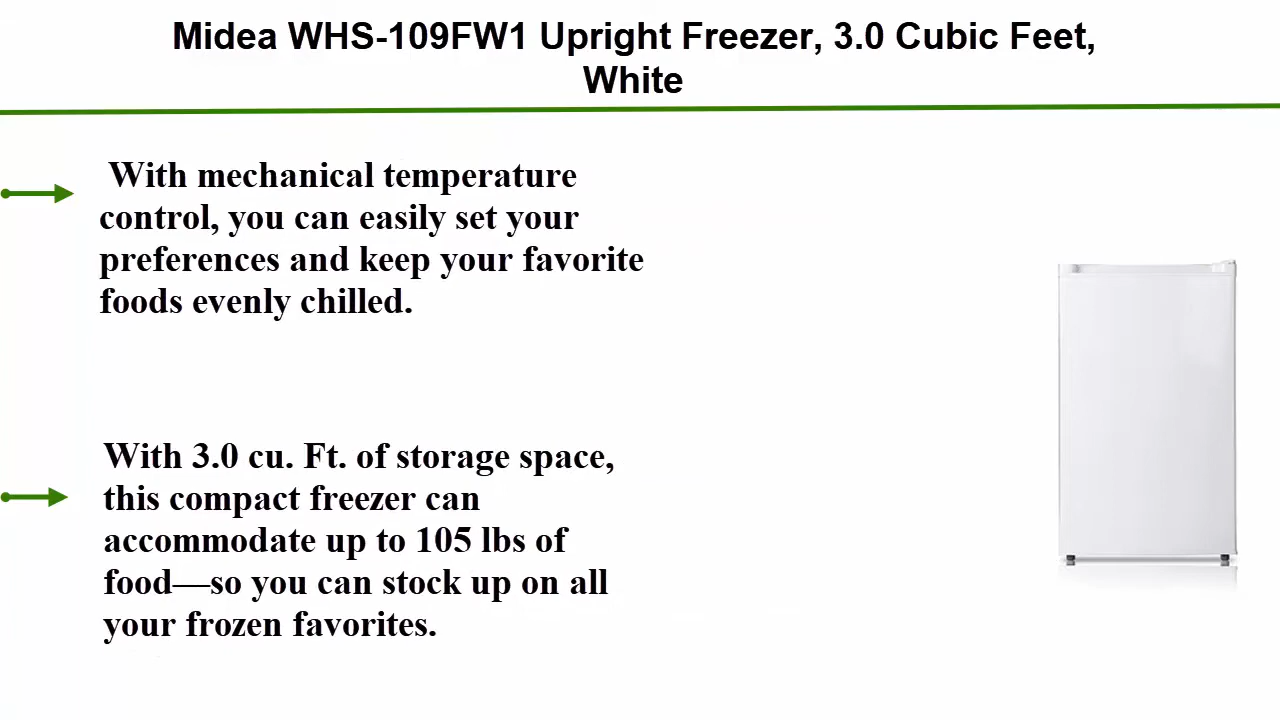 Midea WHS-109FW1 Upright Freezer, 3.0 Cubic Feet,
White
With mechanical temperature
control, you can easily set your
preferences and keep your favorite
foods evenly chilled.
With 3.0 cu. Ft. of storage space,
this compact freezer can
accommodate up to 105 lbs of
food—so you can stock up on all
your frozen favorites.